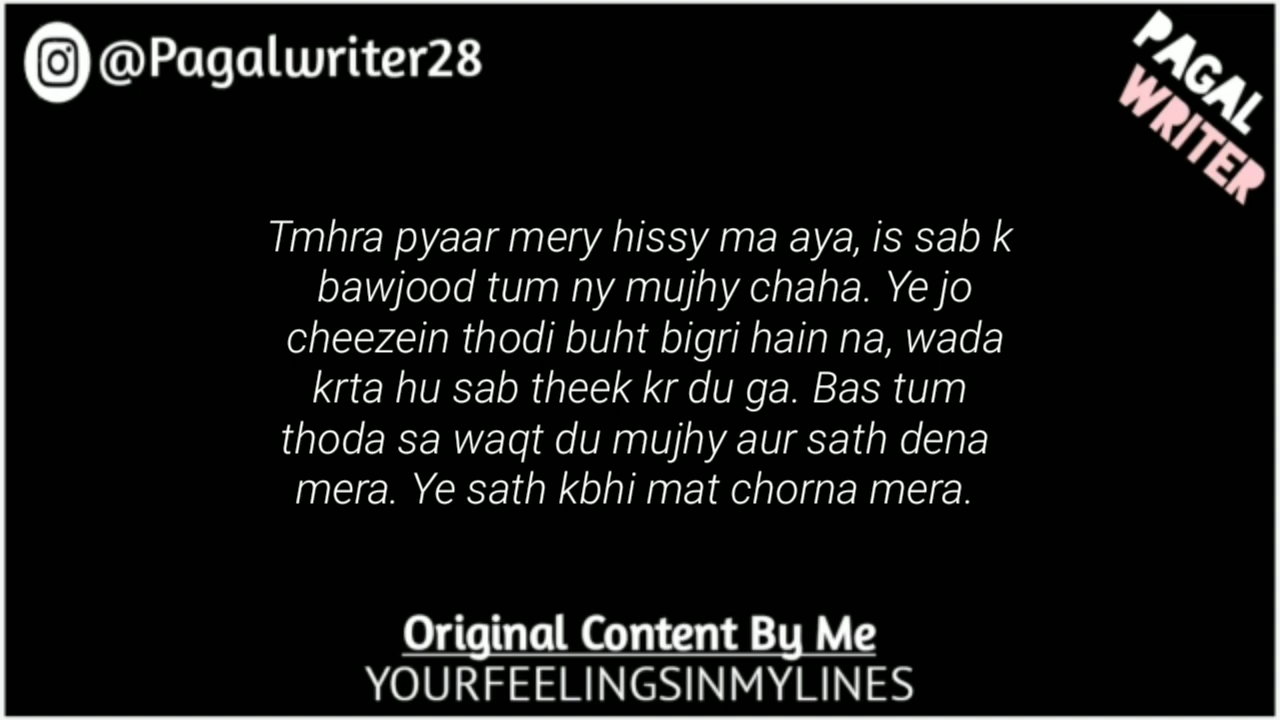 @Pagalwriter28
PAGAL
WRITER
Tmhra pyaar mery hissy ma aya, is sab k
bawjood tum ny mujhy chaha. Ye jo
cheezein thodi buht bigri hain na, wada
krta hu sab theek kr du ga. Bas tum
thoda sa waqt du mujhy aur sath dena
mera. Ye sath kbhi mat chorna mera.
Original Content By Me
YOURFEELINGSINMYLINES